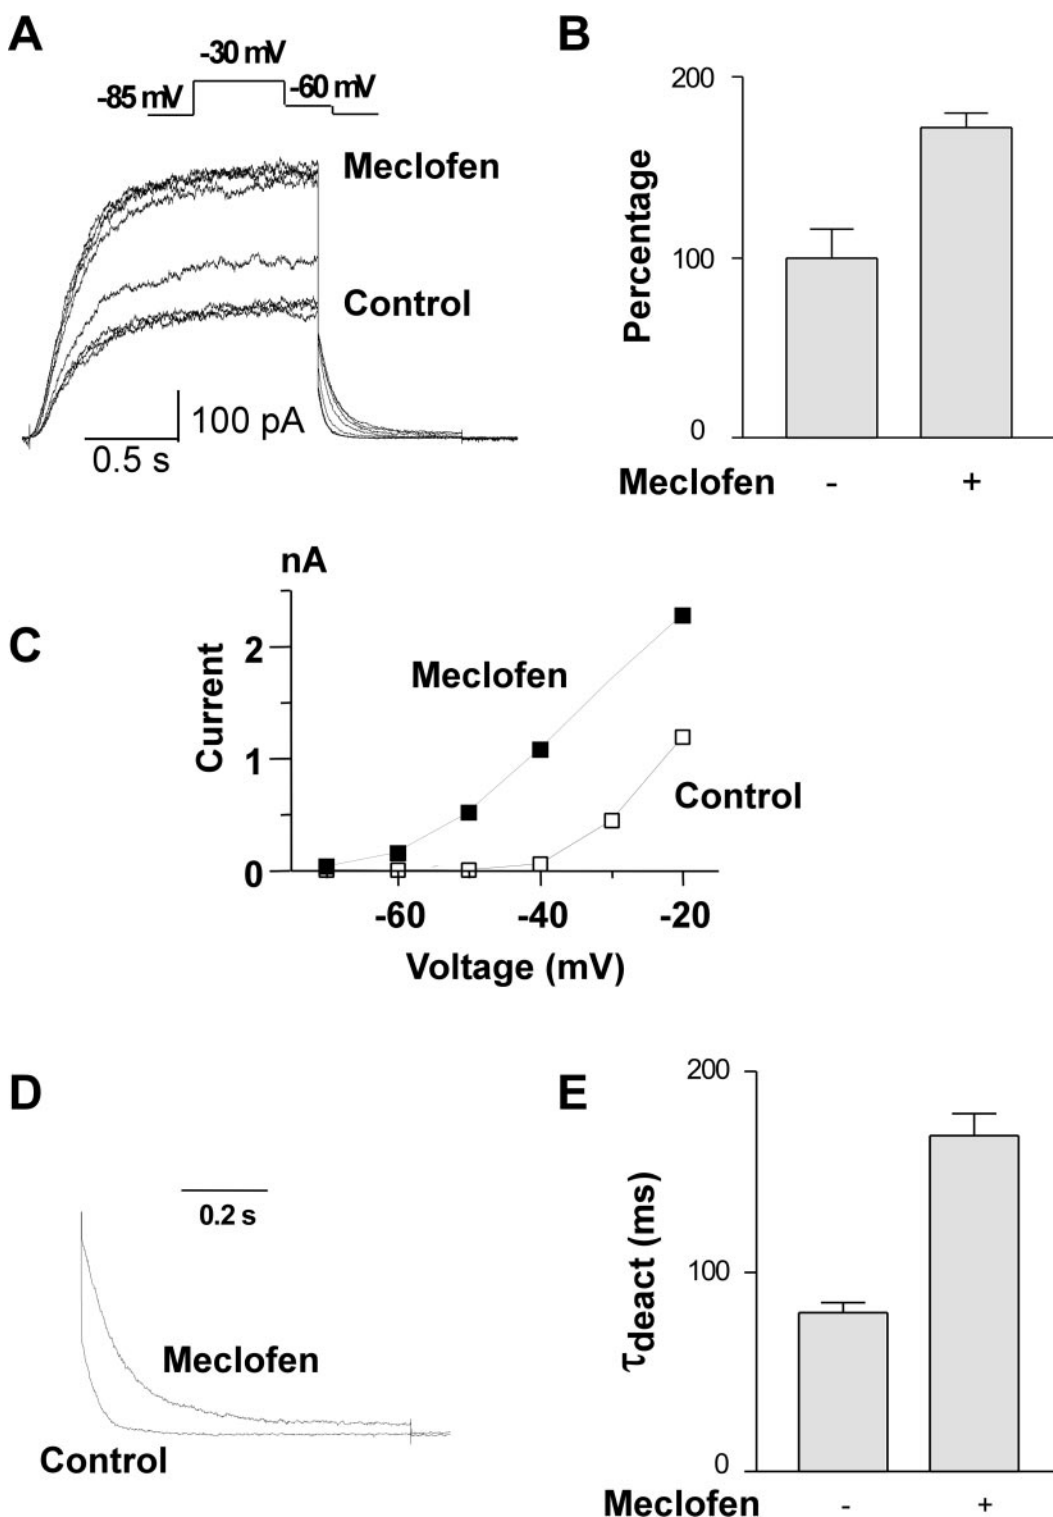 A
-30 mV
-85 mV
-60 mV
Meclofen
Control
100 pA
0.5 s
B
200
100
0
Percentage
Meclofen - +
C
nA
2
1
0
Current
Meclofen
Control
-60 -40 -20
Voltage (mV)
D
0.2 s
Meclofen
Control
E
200
100
0
τdeact (ms)
Meclofen - +